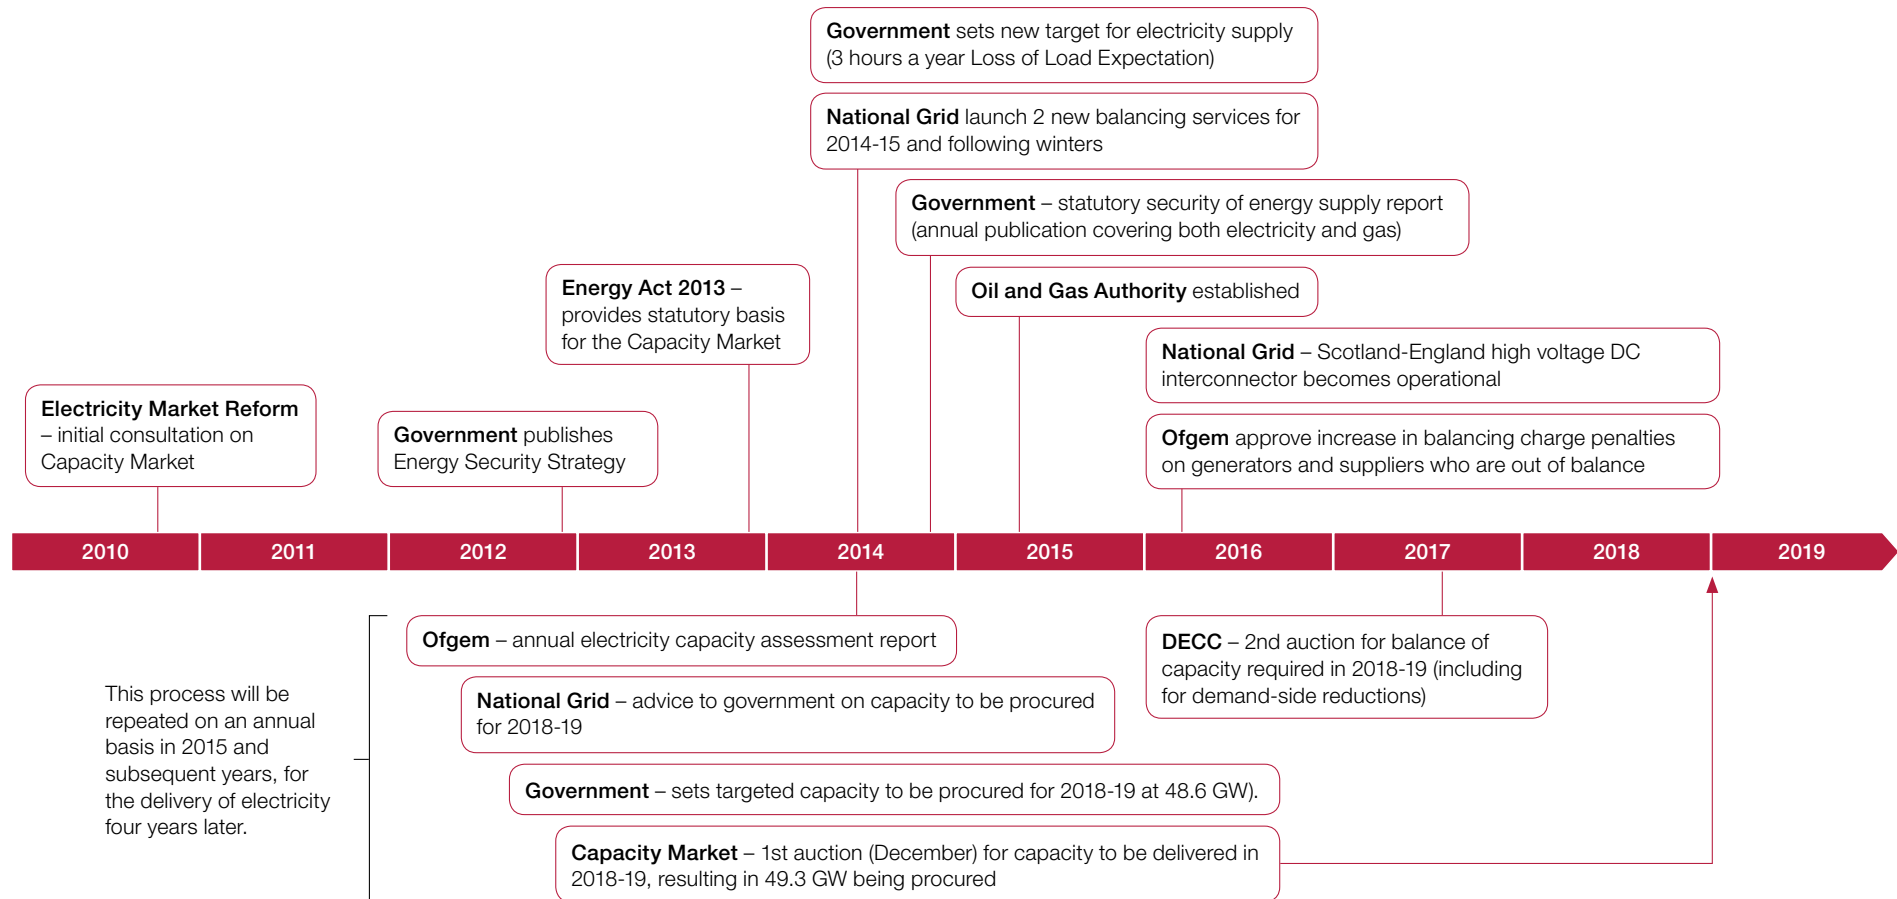 Government sets new target for electricity supply
(3 hours a year Loss of Load Expectation)
National Grid launch 2 new balancing services for
2014-15 and following winters
Government – statutory security of energy supply report
(annual publication covering both electricity and gas)
Energy Act 2013 –
provides statutory basis
for the Capacity Market
Oil and Gas Authority established
National Grid – Scotland-England high voltage DC
interconnector becomes operational
Electricity Market Reform
– initial consultation on
Capacity Market
Government publishes
Energy Security Strategy
Ofgem approve increase in balancing charge penalties
on generators and suppliers who are out of balance
2010 2011 2012 2013 2014 2015 2016 2017 2018 2019
Ofgem – annual electricity capacity assessment report
DECC – 2nd auction for balance of
capacity required in 2018-19 (including
for demand-side reductions)
This process will be
repeated on an annual
basis in 2015 and
subsequent years, for
the delivery of electricity
four years later.
National Grid – advice to government on capacity to be procured
for 2018-19
Government – sets targeted capacity to be procured for 2018-19 at 48.6 GW).
Capacity Market – 1st auction (December) for capacity to be delivered in
2018-19, resulting in 49.3 GW being procured